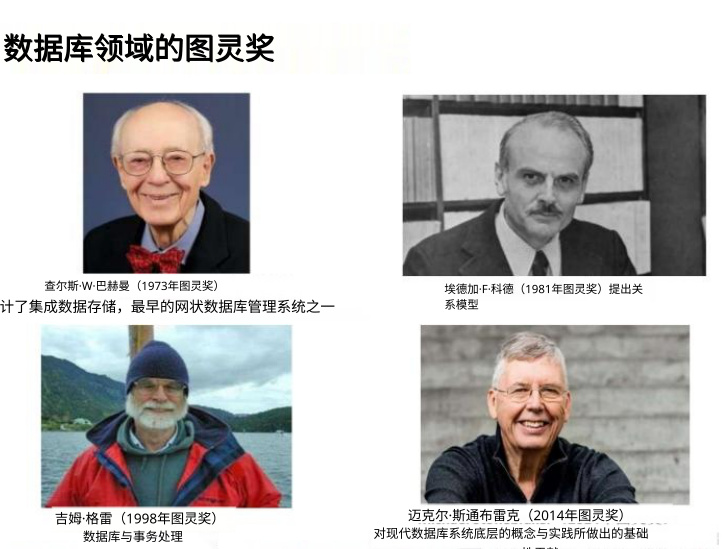 数据库领域的图灵奖
查尔斯·W·巴赫曼（1973年图灵奖）
计了集成数据存储，最早的网状数据库管理系统之一
埃德加·F·科德（1981年图灵奖）提出关
系模型
吉姆·格雷（1998年图灵奖）
数据库与事务处理
迈克尔·斯通布雷克（2014年图灵奖）
对现代数据库系统底层的概念与实践所做出的基础